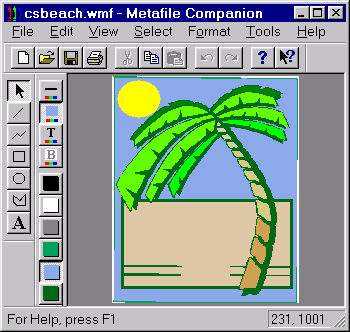 csbeach.wmf - Metafile Companion
File Edit View Select Format Tools Help
?
?
T
B
A
For Help, press F1
231, 1001